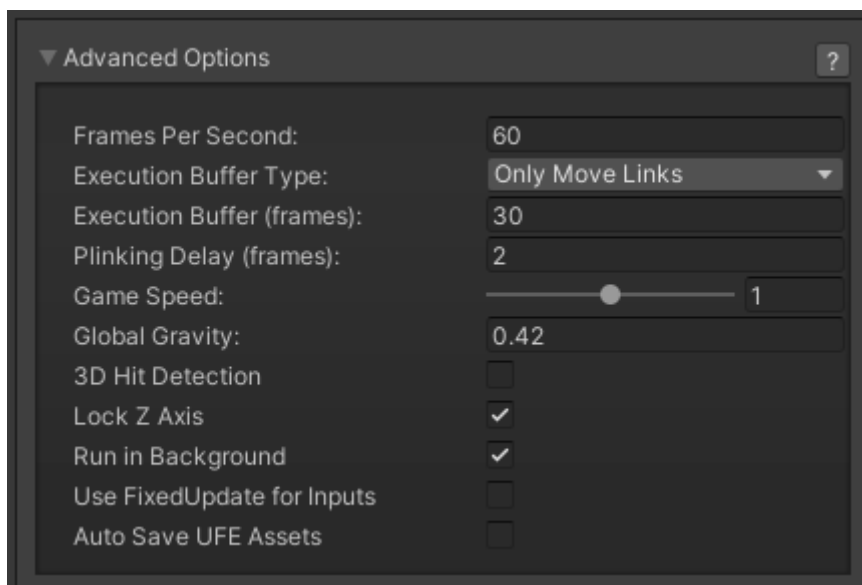 Advanced Options ?
Frames Per Second: 60
Execution Buffer Type: Only Move Links
Execution Buffer (frames): 30
Plinking Delay (frames): 2
Game Speed: 1
Global Gravity: 0.42
3D Hit Detection
Lock Z Axis
Run in Background
Use FixedUpdate for Inputs
Auto Save UFE Assets